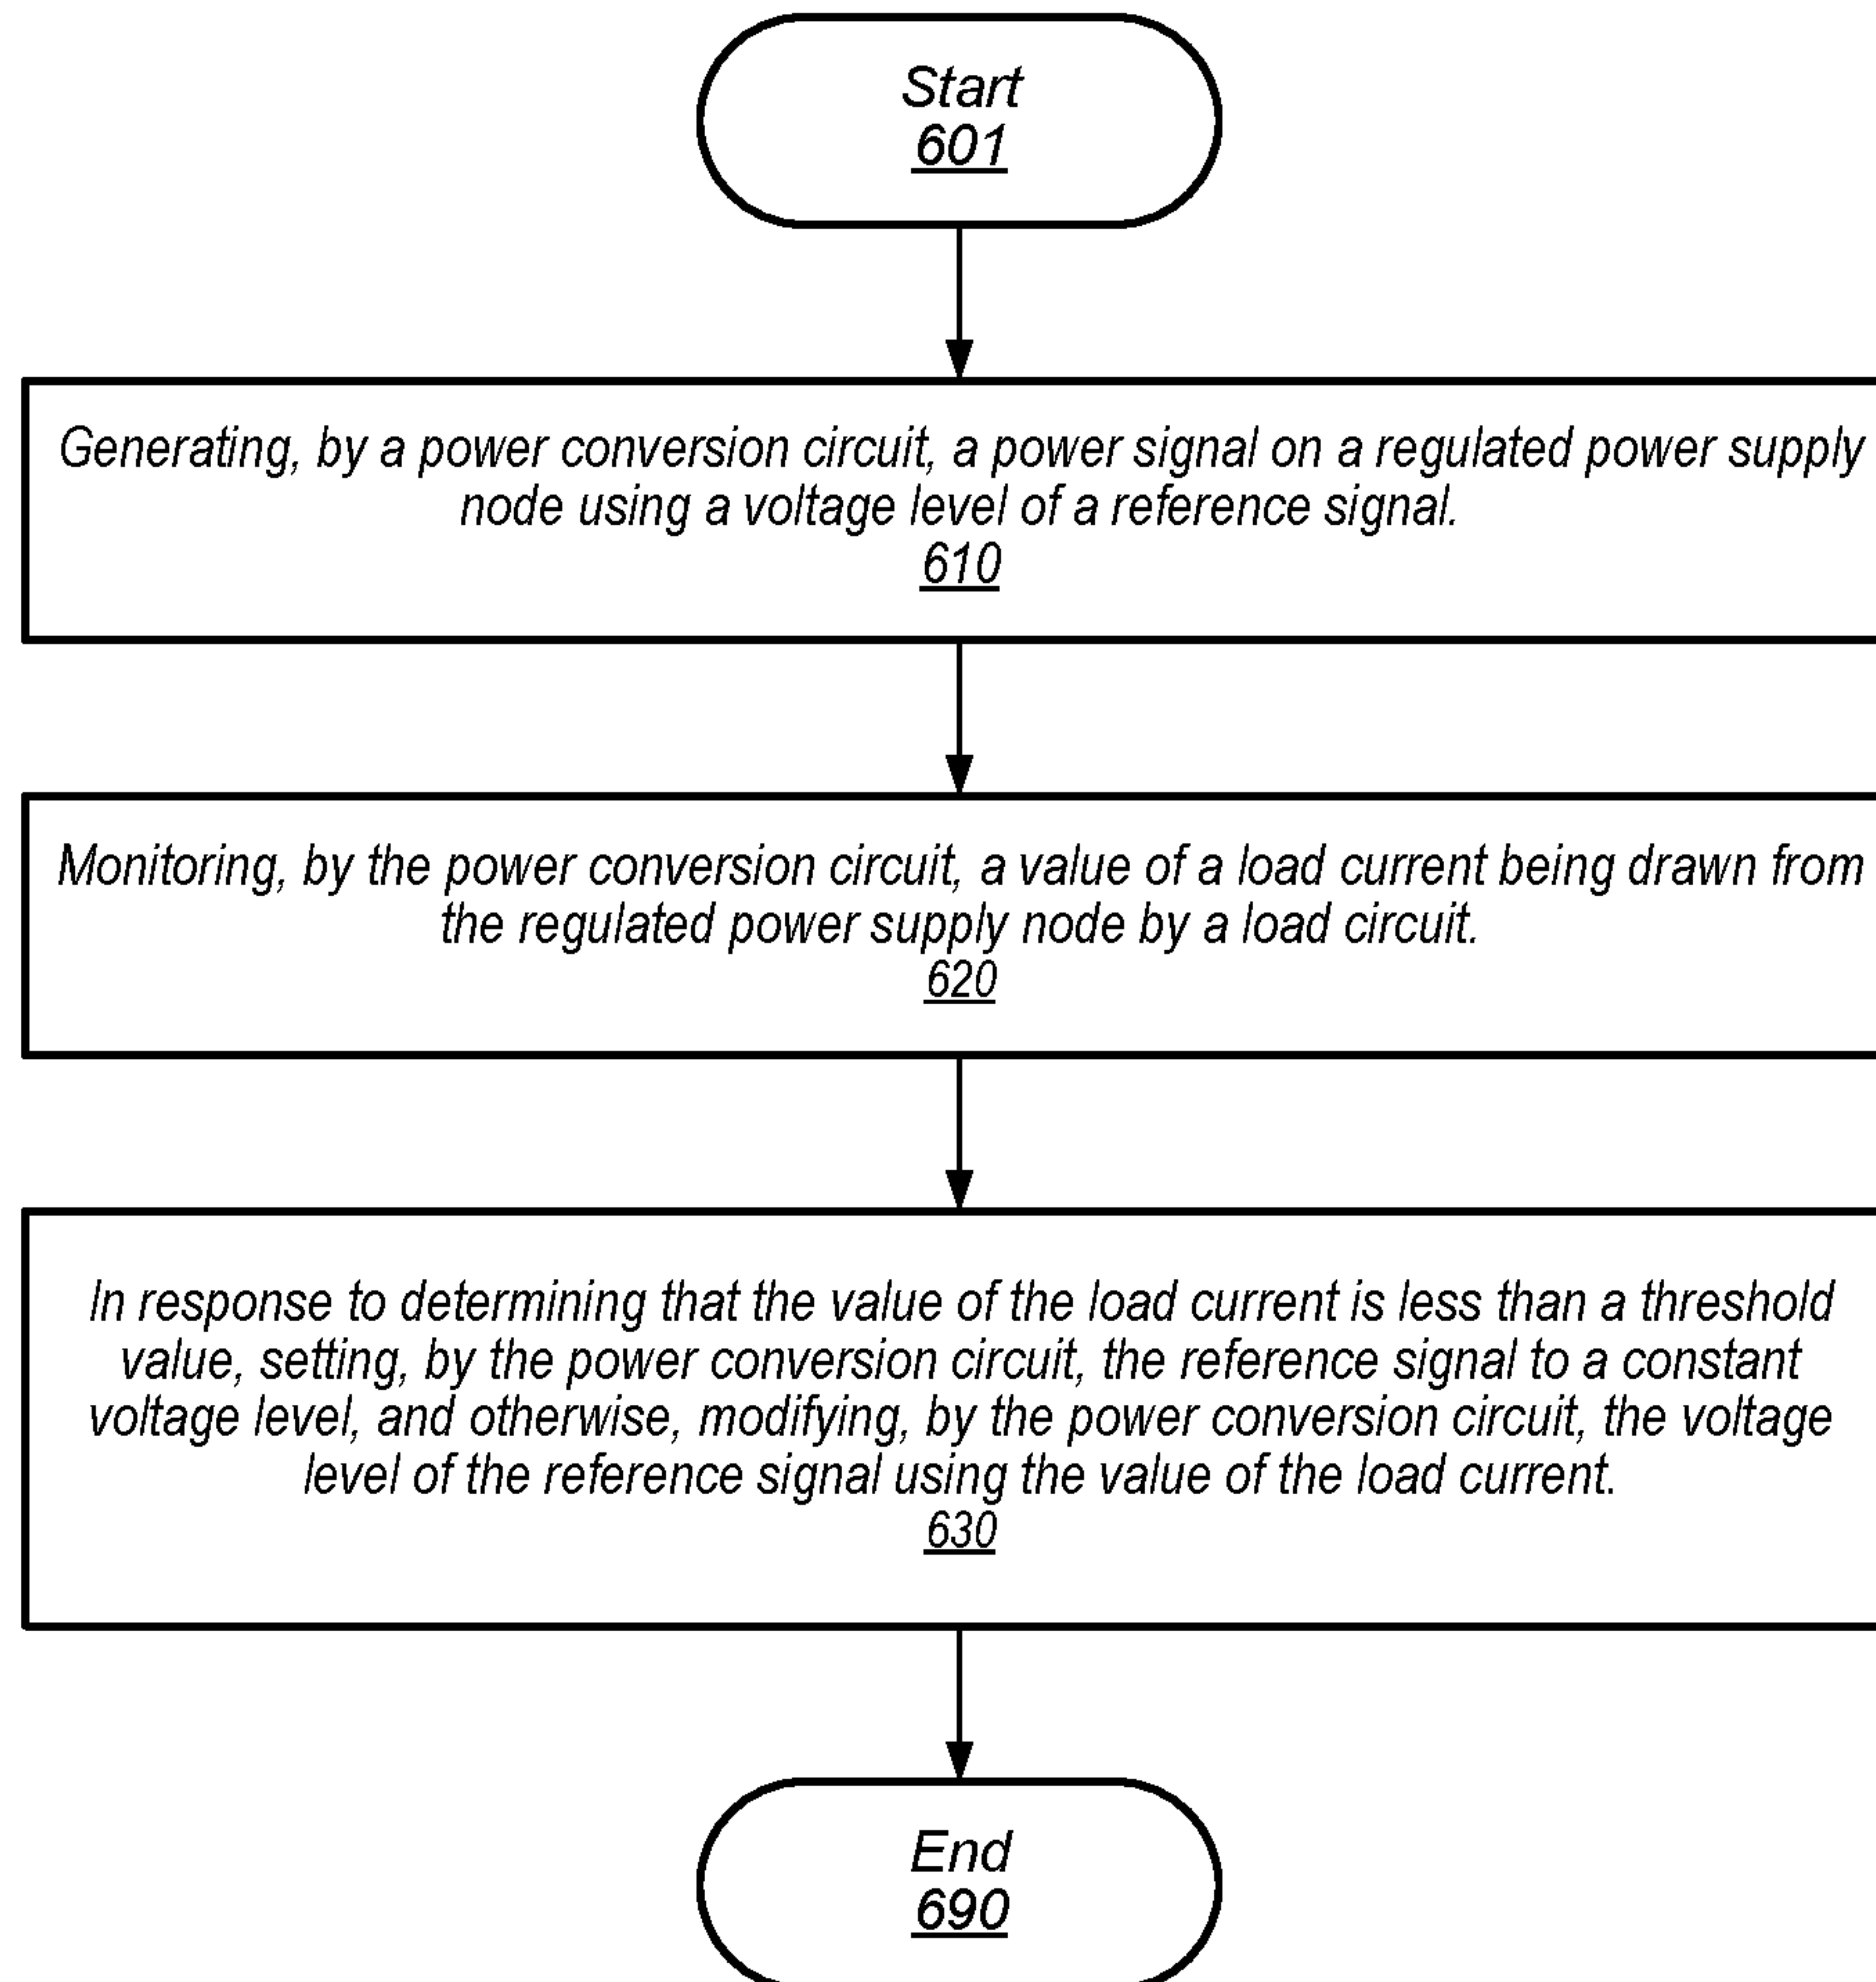 Start
601
Generating, by a power conversion circuit, a power signal on a regulated power supply
node using a voltage level of a reference signal.
610
Monitoring, by the power conversion circuit, a value of a load current being drawn from
the regulated power supply node by a load circuit.
620
In response to determining that the value of the load current is less than a threshold
value, setting, by the power conversion circuit, the reference signal to a constant
voltage level, and otherwise, modifying, by the power conversion circuit, the voltage
level of the reference signal using the value of the load current.
630
End
690